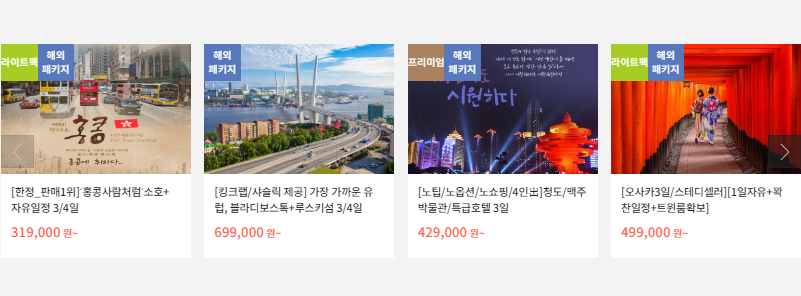 라이트팩
해외
패키지
홍콩
홍콩에 취하다..
[한정_판매1위]'홍콩사람처럼'소호+
자유일정 3/4일
319,000 원~
해외
패키지
[킹크랩/샤슬릭 제공] 가장 가까운 유
럽, 블라디보스톡+루스키섬 3/4일
699,000 원~
프리미엄
해외
패키지
시원하다
[노팁/노옵션/노쇼핑/4인출]청도/맥주
박물관/특급호텔 3일
429,000 원~
라이트팩
해외
패키지
[오사카3일/스테디셀러][1일자유+꽉
찬일정+트윈룸확보]
499,000 원~